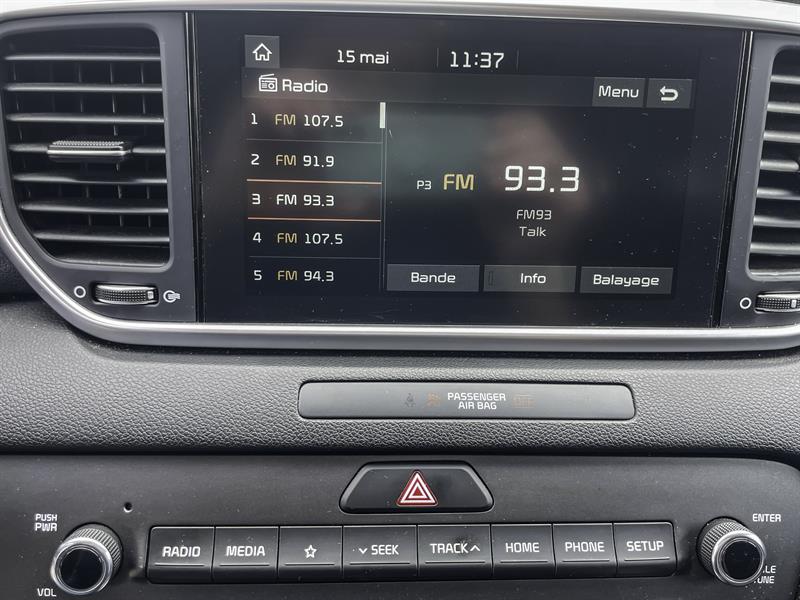 15 mai 11:37
Radio Menu
1 FM 107.5
2 FM 91.9
3 FM 93.3
4 FM 107.5
5 FM 94.3
P3 FM 93.3
FM93
Talk
Bande Info Balayage
PASSENGER
AIR BAG OFF
PUSH
PWR
VOL
RADIO MEDIA SEEK TRACK HOME PHONE SETUP
ENTER
TUNE